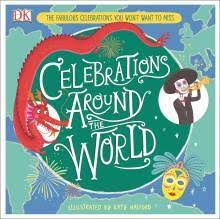 DK
THE FABULOUS CELEBRATIONS YOU WON'T WANT TO MISS
CELEBRATIONS
AROUND
THE
WORLD
ILLUSTRATED BY KATY HALFORD